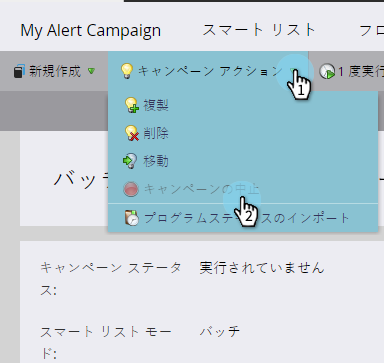 My Alert Campaign スマート リスト フロ
新規作成 キャンペーン アクション 1 度実行
1
複製
削除
移動
キャンペーンの中止
2
プログラムステータスのインポート
バッチ
キャンペーン ステータス: 実行されていません
スマート リスト モード: バッチ